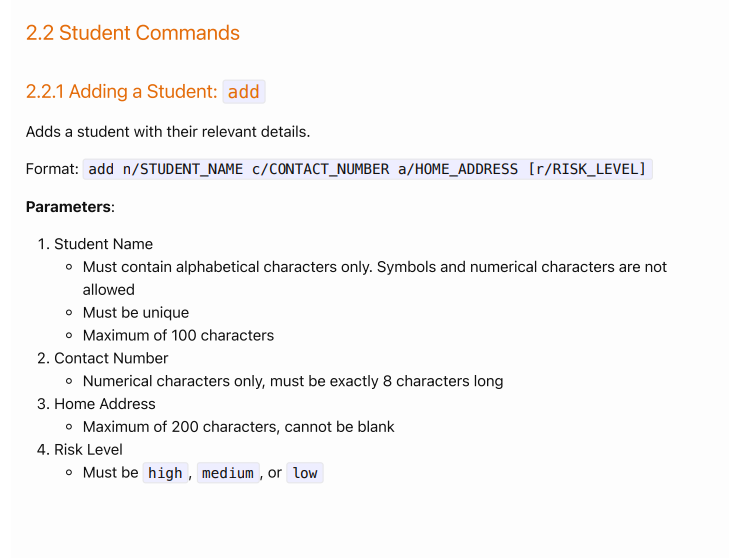 2.2 Student Commands
2.2.1 Adding a Student: add
Adds a student with their relevant details.
Format: add n/STUDENT_NAME c/CONTACT_NUMBER a/HOME_ADDRESS [r/RISK_LEVEL]
Parameters:
1. Student Name
◦ Must contain alphabetical characters only. Symbols and numerical characters are not
allowed
◦ Must be unique
◦ Maximum of 100 characters
2. Contact Number
◦ Numerical characters only, must be exactly 8 characters long
3. Home Address
◦ Maximum of 200 characters, cannot be blank
4. Risk Level
◦ Must be high, medium, or low